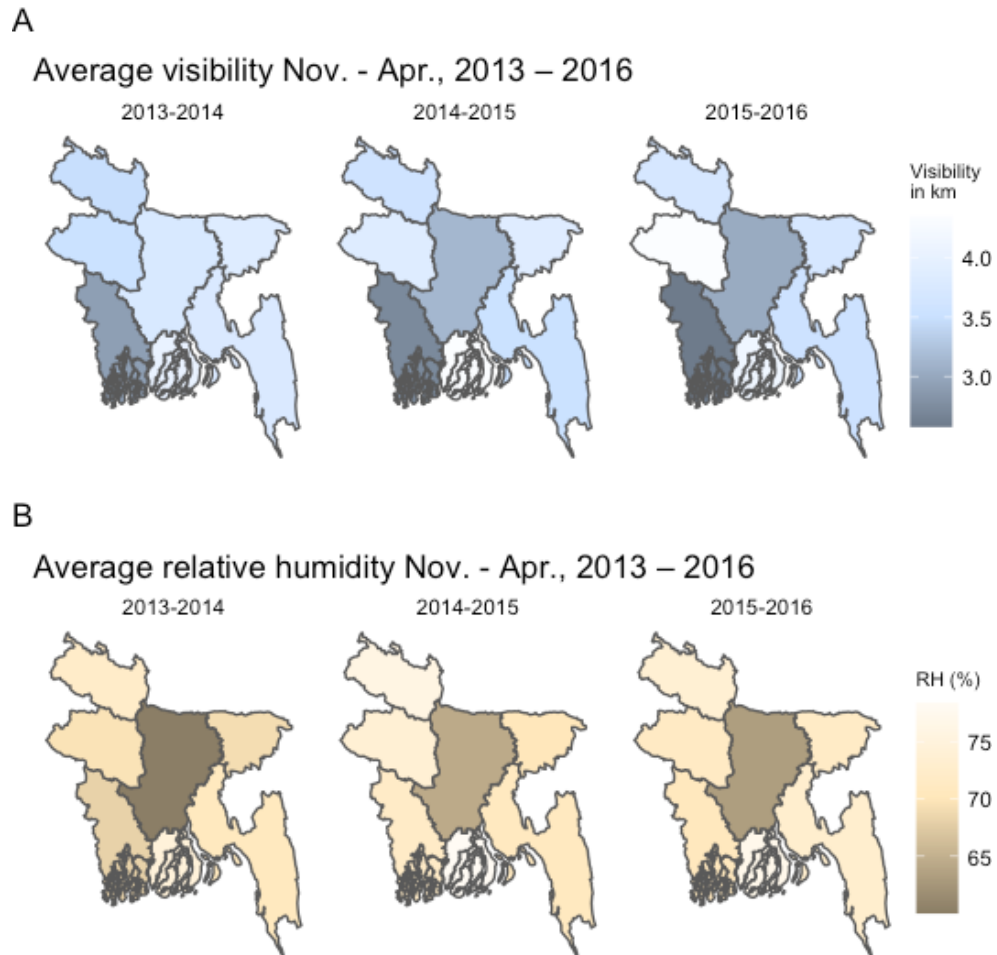 A
Average visibility Nov. - Apr., 2013 – 2016
2013-2014
2014-2015
2015-2016
Visibility
in km
4.0
3.5
3.0
B
Average relative humidity Nov. - Apr., 2013 – 2016
2013-2014
2014-2015
2015-2016
RH (%)
75
70
65